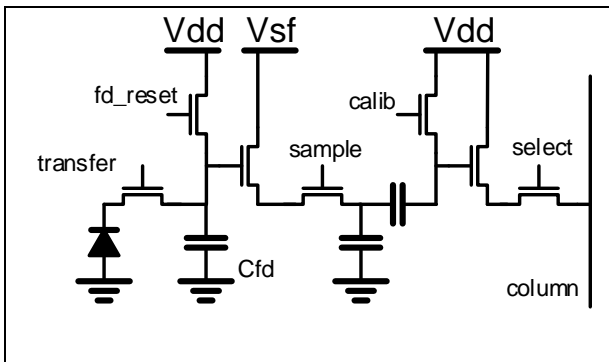 Vdd
Vsf
Vdd
fd_reset
calib
transfer
sample
select
Cfd
column